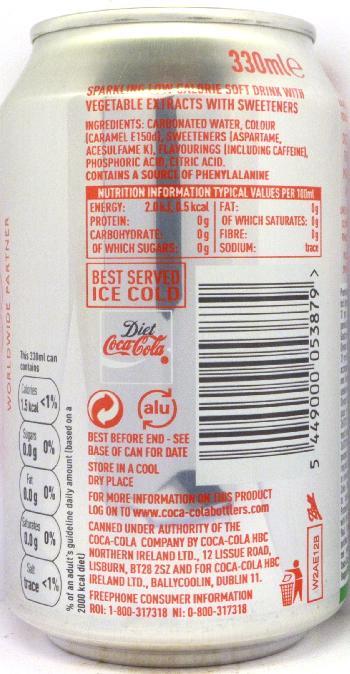 330ml℮
SPARKLING LOW CALORIE SOFT DRINK WITH
VEGETABLE EXTRACTS WITH SWEETENERS
INGREDIENTS: CARBONATED WATER, COLOUR
(CARAMEL E150d), SWEETENERS (ASPARTAME,
ACESULFAME K), FLAVOURINGS (INCLUDING CAFFEINE),
PHOSPHORIC ACID, CITRIC ACID.
CONTAINS A SOURCE OF PHENYLALANINE
NUTRITION INFORMATION TYPICAL VALUES PER 100ml
ENERGY: 2.0kJ, 0.5kcal FAT: 0g
PROTEIN: 0g OF WHICH SATURATES: 0g
CARBOHYDRATE: 0g FIBRE: 0g
OF WHICH SUGARS: 0g SODIUM: trace
BEST SERVED
ICE COLD
Diet
Coca-Cola
alu
BEST BEFORE END - SEE
BASE OF CAN FOR DATE
STORE IN A COOL
DRY PLACE
FOR MORE INFORMATION ON THIS PRODUCT
LOG ON TO www.coca-colabottlers.com
CANNED UNDER AUTHORITY OF THE
COCA-COLA COMPANY BY COCA-COLA HBC
NORTHERN IRELAND LTD., 12 LISSUE ROAD,
LISBURN, BT28 2SZ AND FOR COCA-COLA HBC
IRELAND LTD., BALLYCOOLIN, DUBLIN 11.
FREEPHONE CONSUMER INFORMATION
ROI: 1-800-317318 NI: 0-800-317318
5 449000 053879 >
W2AE12B
WORLDWIDE PARTNER
This 330ml can
contains
Calories
1.5kcal <1%
Sugars
0.0g 0%
Fat
0.0g 0%
Saturates
0.0g 0%
Salt
trace <1%
% of an adult's guideline daily amount (based on a
2000 kcal diet)